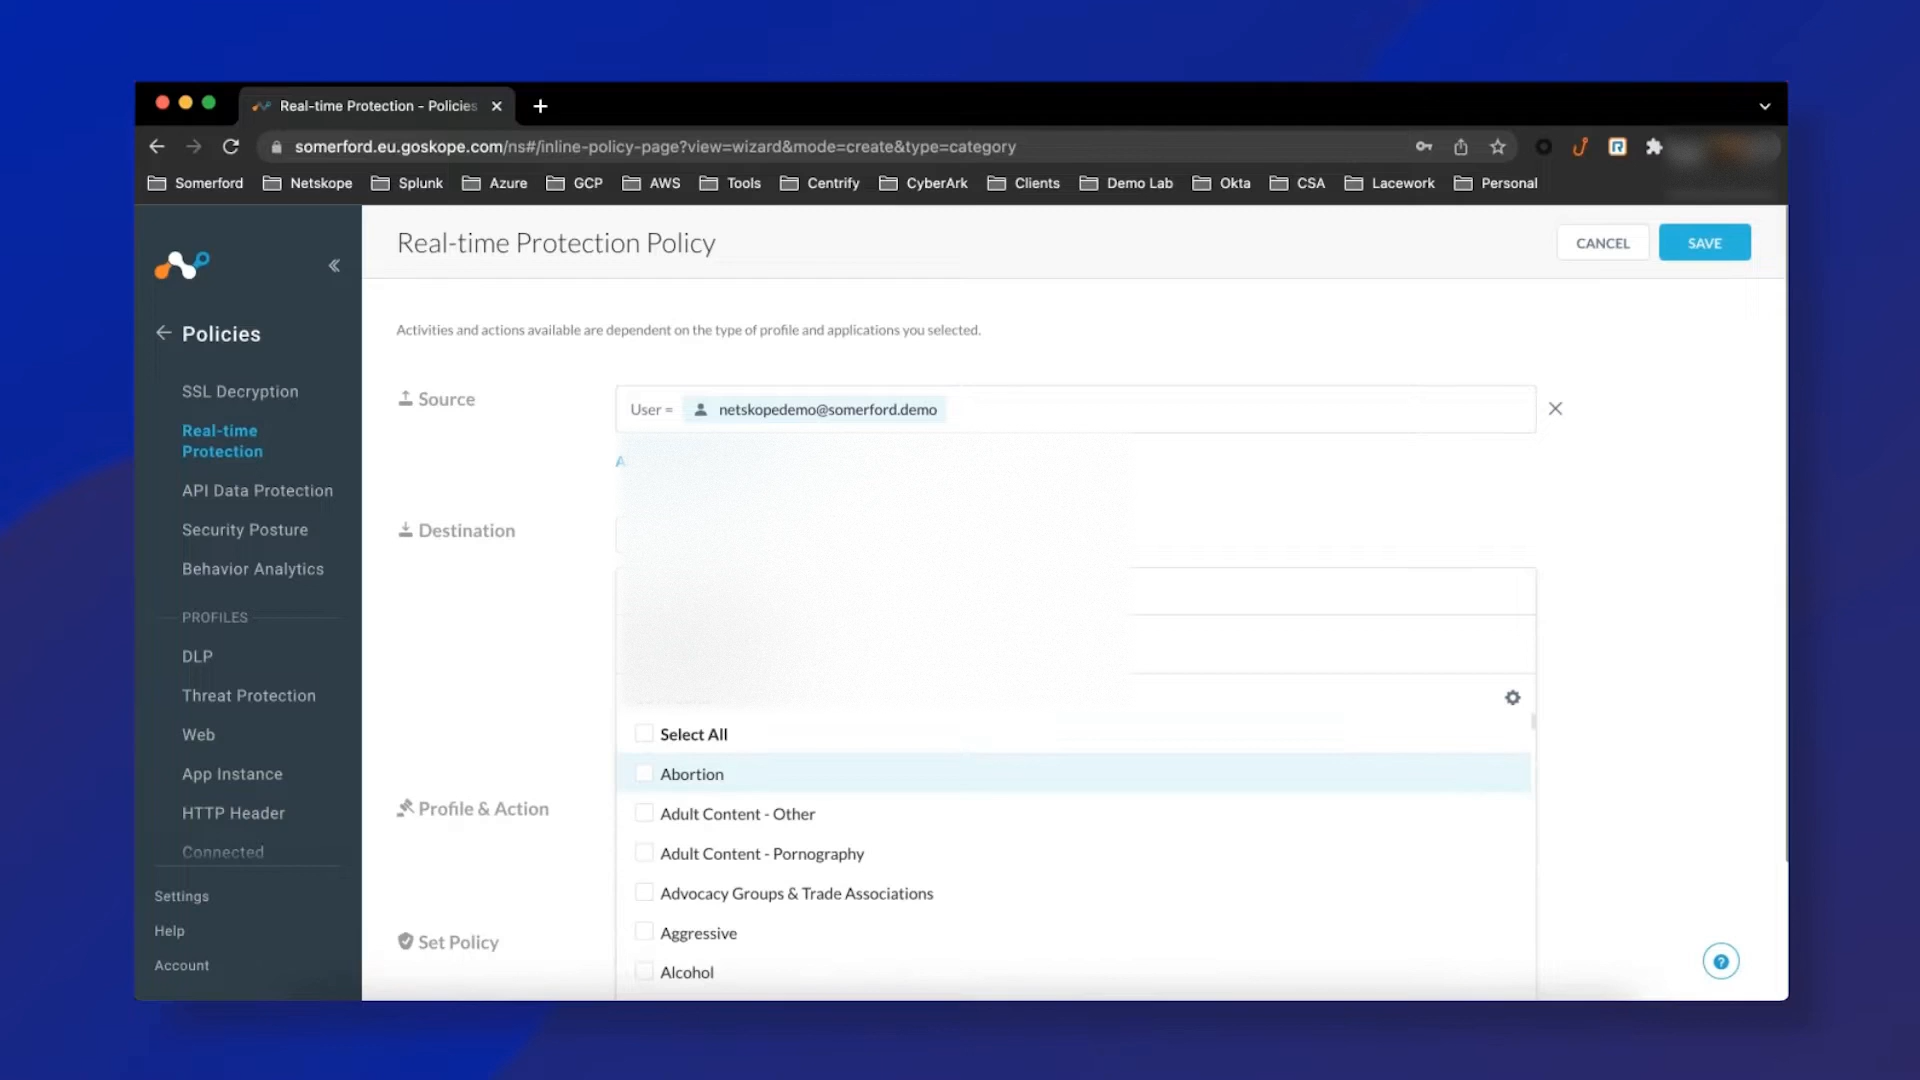 Real-time Protection - Policies
somerford.eu.goskope.com/ns#/inline-policy-page?view=wizard&mode=create&type=category
Somerford Netskope Splunk Azure GCP AWS Tools Centrify CyberArk Clients Demo Lab Okta CSA Lacework Personal
Real-time Protection Policy
CANCEL
SAVE
Policies
SSL Decryption
Real-time
Protection
API Data Protection
Security Posture
Behavior Analytics
PROFILES
DLP
Threat Protection
Web
App Instance
HTTP Header
Connected
Settings
Help
Account
Activities and actions available are dependent on the type of profile and applications you selected.
Source
User = netskopedemo@somerford.demo
A
Destination
Select All
Abortion
Adult Content - Other
Adult Content - Pornography
Advocacy Groups & Trade Associations
Aggressive
Alcohol
Profile & Action
Set Policy